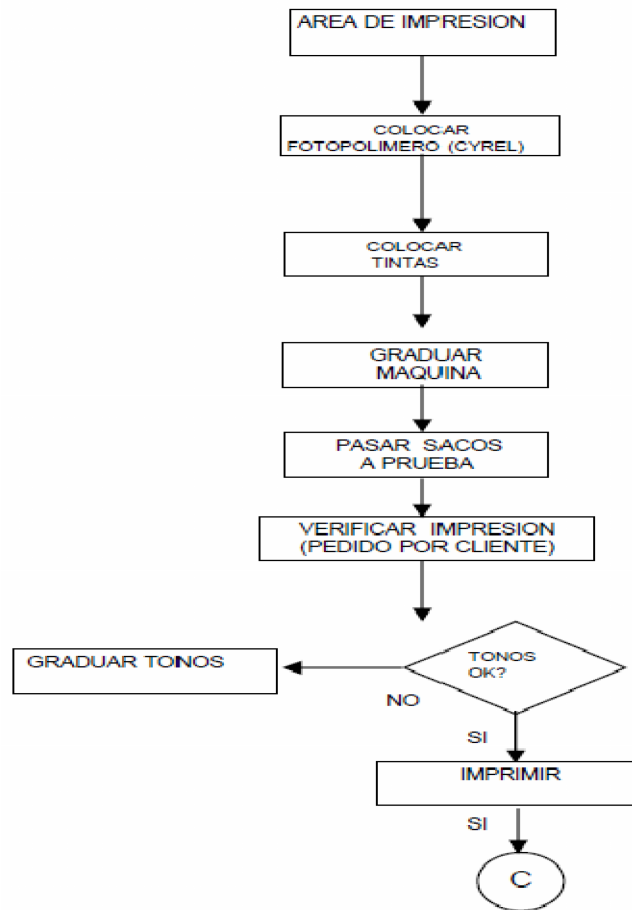 AREA DE IMPRESION
COLOCAR
FOTOPOLIMERO (CYREL)
COLOCAR
TINTAS
GRADUAR
MAQUINA
PASAR SACOS
A PRUEBA
VERIFICAR IMPRESION
(PEDIDO POR CLIENTE)
GRADUAR TONOS
TONOS
OK?
NO
SI
IMPRIMIR
SI
C